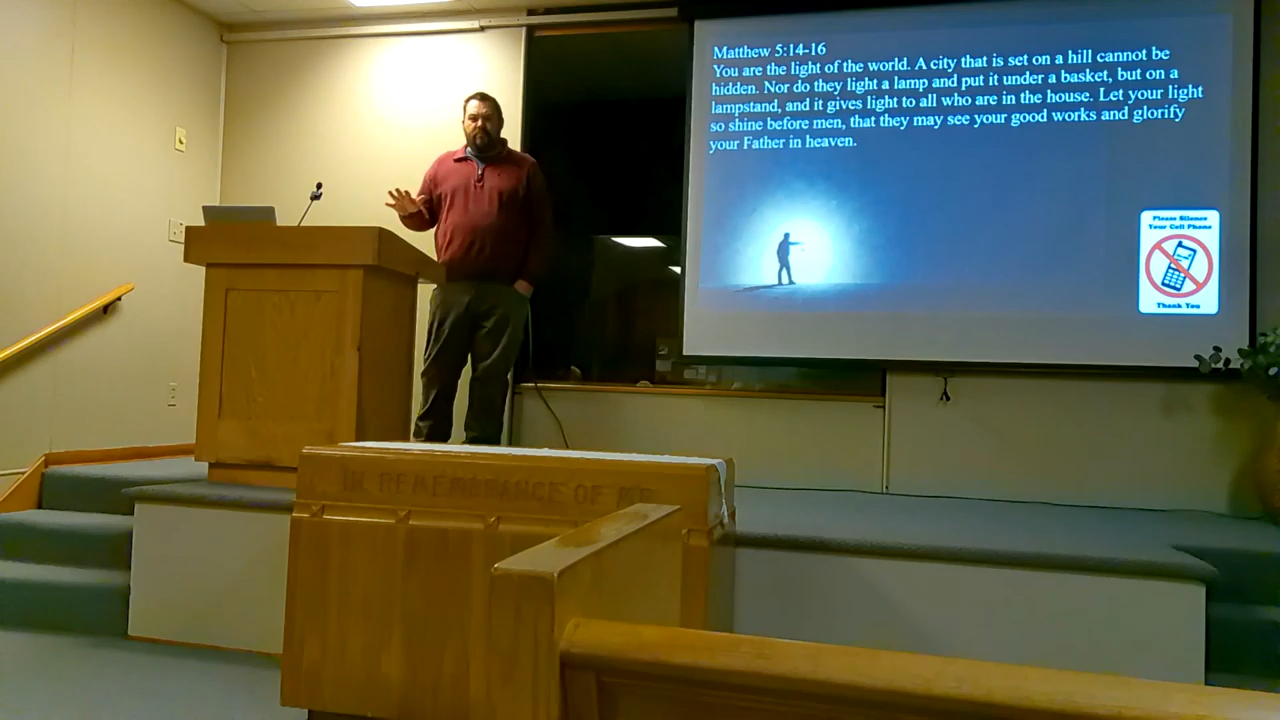 Matthew 5:14-16
You are the light of the world. A city that is set on a hill cannot be
hidden. Nor do they light a lamp and put it under a basket, but on a
lampstand, and it gives light to all who are in the house. Let your light
so shine before men, that they may see your good works and glorify
your Father in heaven.
Please Silence
Your Cell Phone
Thank You
IN REMEMBRANCE OF ME